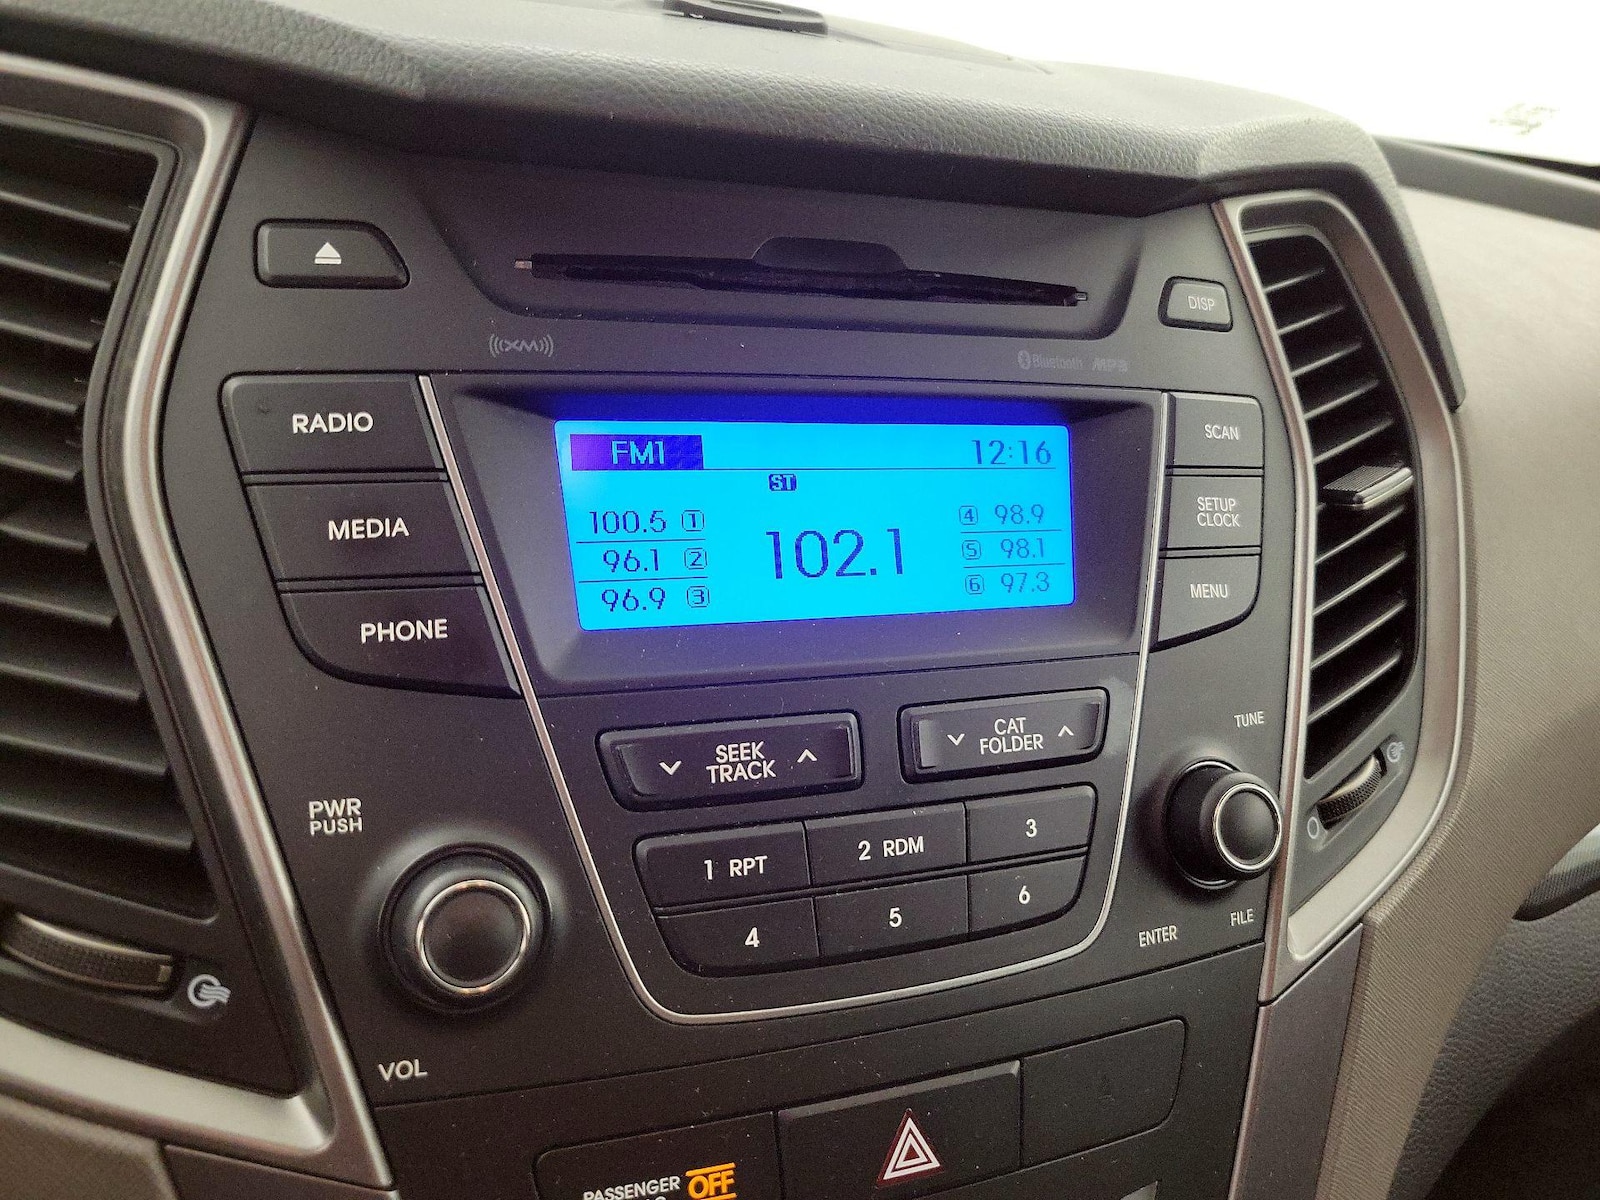 DISP
((XM))
Bluetooth MP3
RADIO
MEDIA
PHONE
FM1
12:16
ST
100.5 1
96.1 2
96.9 3
102.1
4 98.9
5 98.1
6 97.3
SCAN
SETUP
CLOCK
MENU
SEEK
TRACK
CAT
FOLDER
TUNE
PWR
PUSH
1 RPT
2 RDM
3
4
5
6
ENTER
FILE
VOL
PASSENGER OFF